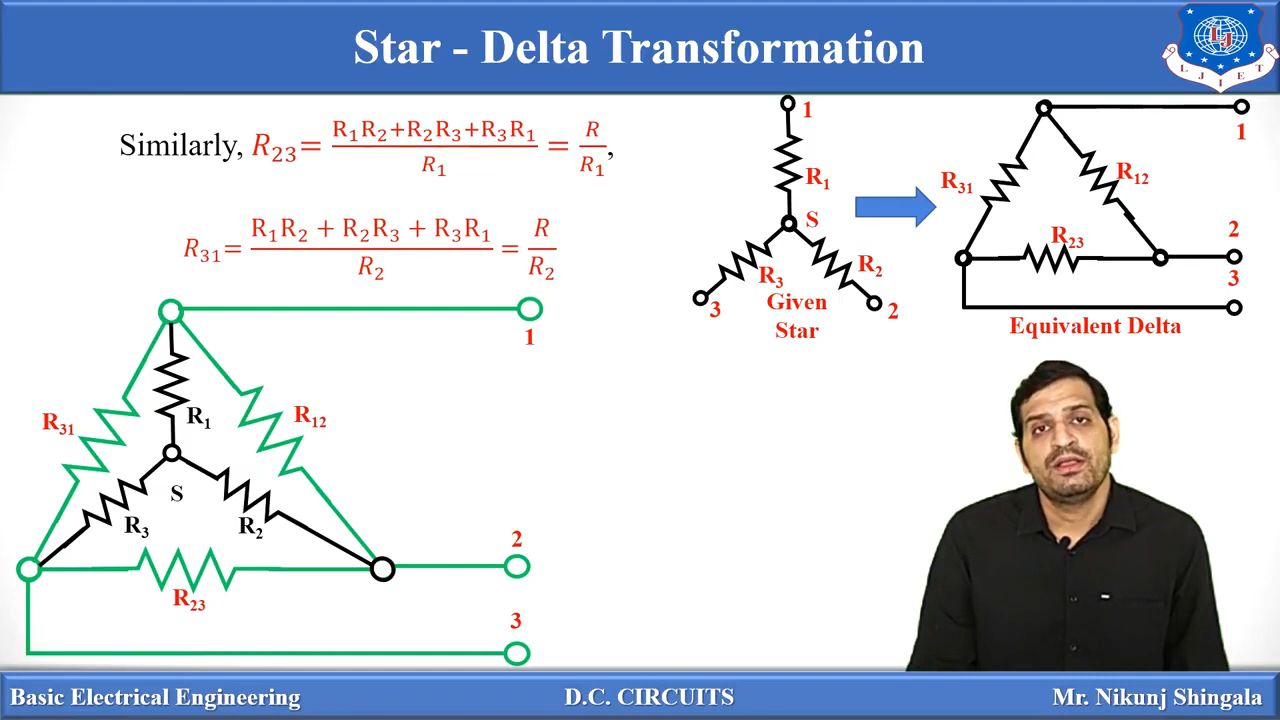 Star - Delta Transformation
LJ
L J I E T
Similarly, R₂₃= R₁R₂+R₂R₃+R₃R₁ / R₁ = R / R₁,
R₃₁= R₁R₂ + R₂R₃ + R₃R₁ / R₂ = R / R₂
1
R₁
S
R₃
R₂
3
Given
Star
2
R₃₁
R₁₂
R₂₃
1
2
3
Equivalent Delta
1
R₃₁
R₁
R₁₂
S
R₃
R₂
2
R₂₃
3
Basic Electrical Engineering
D.C. CIRCUITS
Mr. Nikunj Shingala